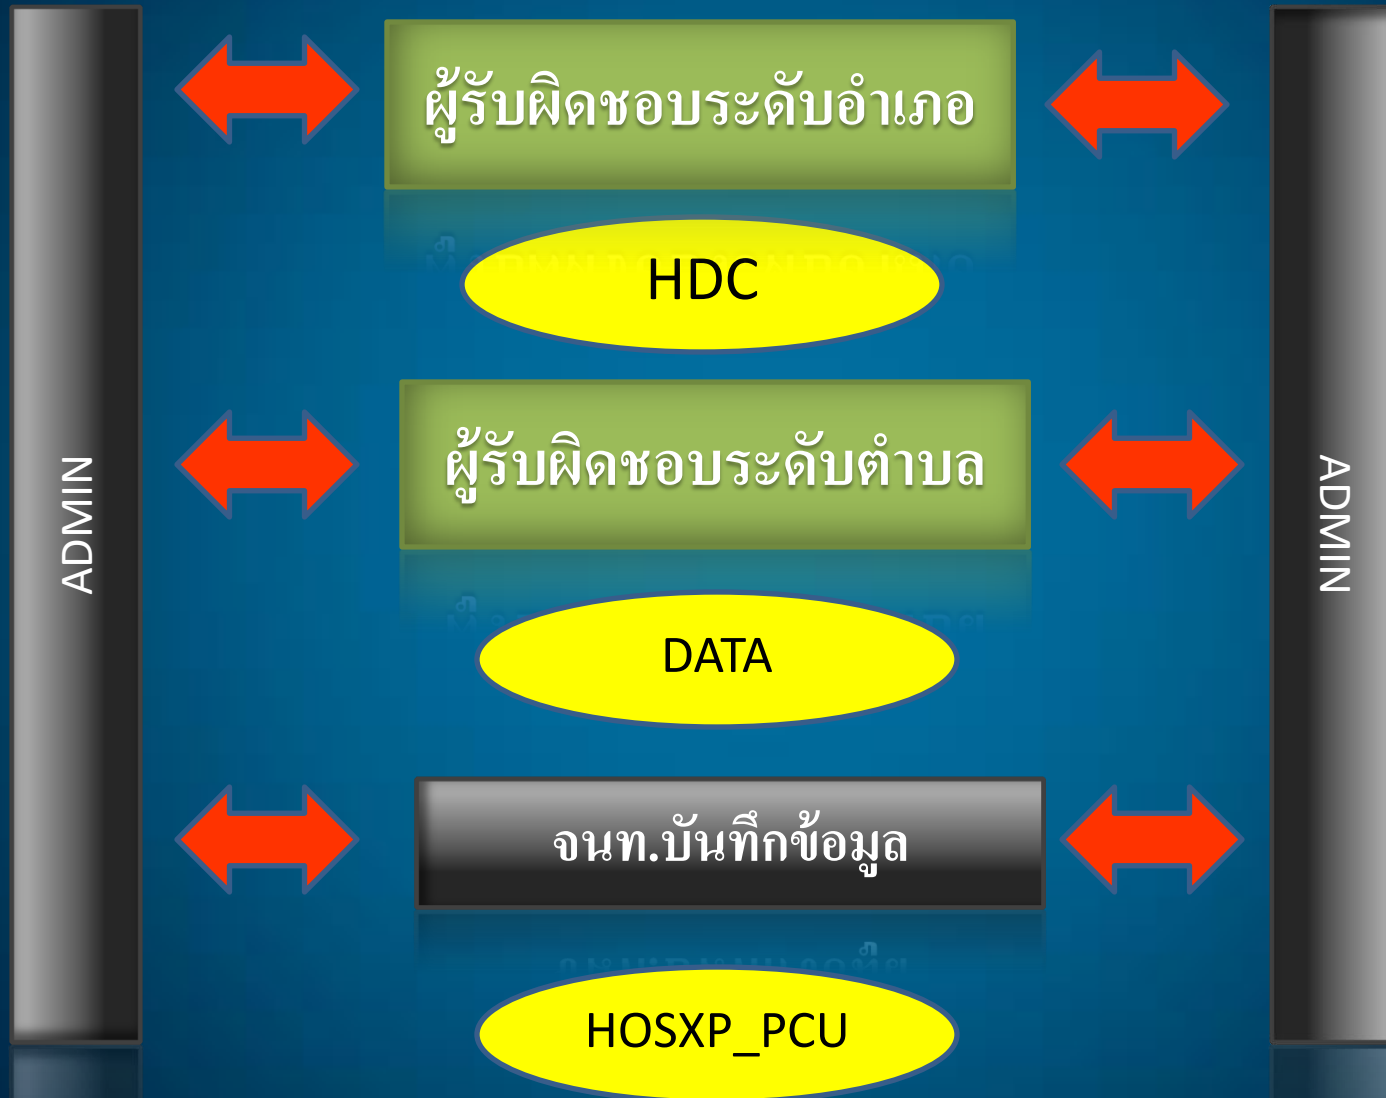 ผู้รับผิดชอบระดับอำเภอ
HDC
ADMIN
ผู้รับผิดชอบระดับตำบล
ADMIN
DATA
จนท.บันทึกข้อมูล
HOSXP_PCU